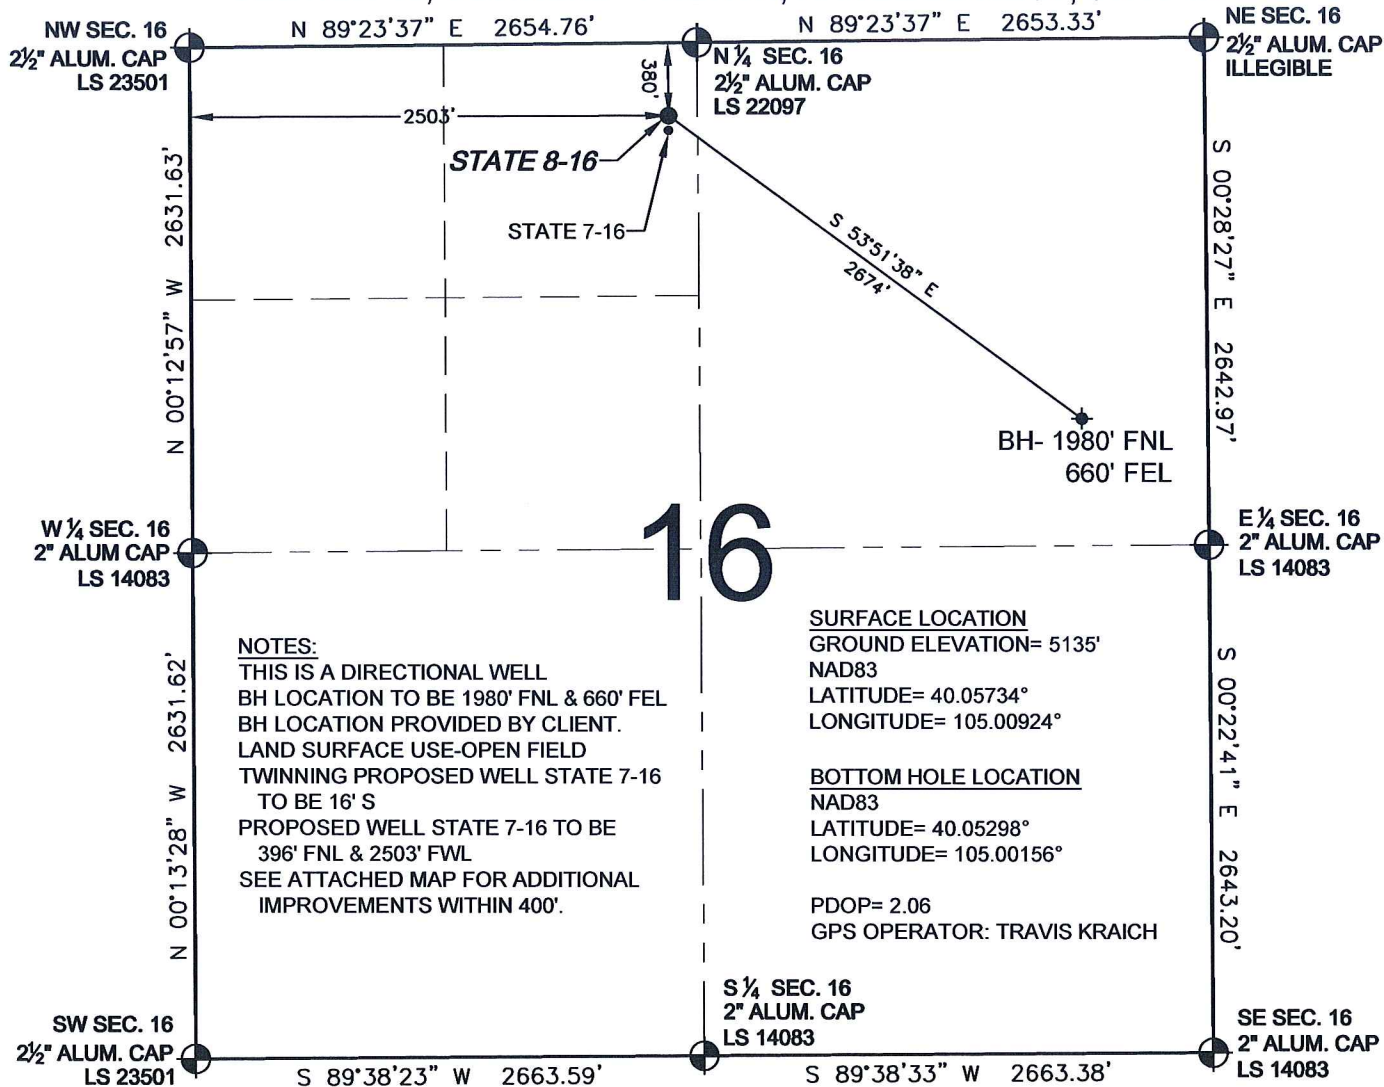 N 89°23'37" E 2654.76'
N 89°23'37" E 2653.33'
NW SEC. 16
2½" ALUM. CAP
LS 23501
N ¼ SEC. 16
2½" ALUM. CAP
LS 22097
NE SEC. 16
2½" ALUM. CAP
ILLEGIBLE
380'
2503'
STATE 8-16
STATE 7-16
S 53°51'38" E
2674'
BH- 1980' FNL
660' FEL
N 00°12'57" W 2631.63'
S 00°28'27" E 2642.97'
W ¼ SEC. 16
2" ALUM CAP
LS 14083
16
E ¼ SEC. 16
2" ALUM. CAP
LS 14083
NOTES:
THIS IS A DIRECTIONAL WELL
BH LOCATION TO BE 1980' FNL & 660' FEL
BH LOCATION PROVIDED BY CLIENT.
LAND SURFACE USE-OPEN FIELD
TWINNING PROPOSED WELL STATE 7-16
TO BE 16' S
PROPOSED WELL STATE 7-16 TO BE
396' FNL & 2503' FWL
SEE ATTACHED MAP FOR ADDITIONAL
IMPROVEMENTS WITHIN 400'.
SURFACE LOCATION
GROUND ELEVATION= 5135'
NAD83
LATITUDE= 40.05734°
LONGITUDE= 105.00924°
BOTTOM HOLE LOCATION
NAD83
LATITUDE= 40.05298°
LONGITUDE= 105.00156°
PDOP= 2.06
GPS OPERATOR: TRAVIS KRAICH
N 00°13'28" W 2631.62'
S 00°22'41" E 2643.20'
SW SEC. 16
2½" ALUM. CAP
LS 23501
S ¼ SEC. 16
2" ALUM. CAP
LS 14083
SE SEC. 16
2" ALUM. CAP
LS 14083
S 89°38'23" W 2663.59'
S 89°38'33" W 2663.38'